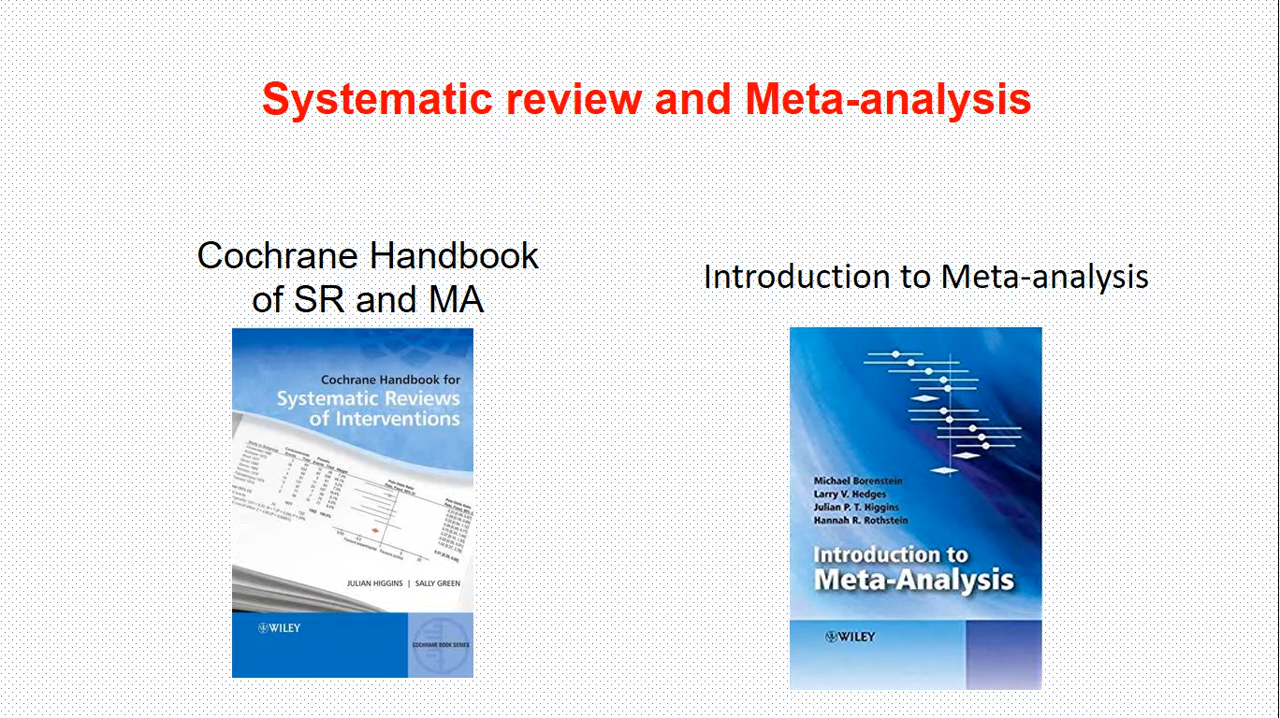 Systematic review and Meta-analysis
Cochrane Handbook
of SR and MA
Introduction to Meta-analysis
Cochrane Handbook for
Systematic Reviews
of Interventions
JULIAN HIGGINS | SALLY GREEN
WILEY
COCHRANE BOOK SERIES
Michael Borenstein
Larry V. Hedges
Julian P. T. Higgins
Hannah R. Rothstein
Introduction to
Meta-Analysis
WILEY